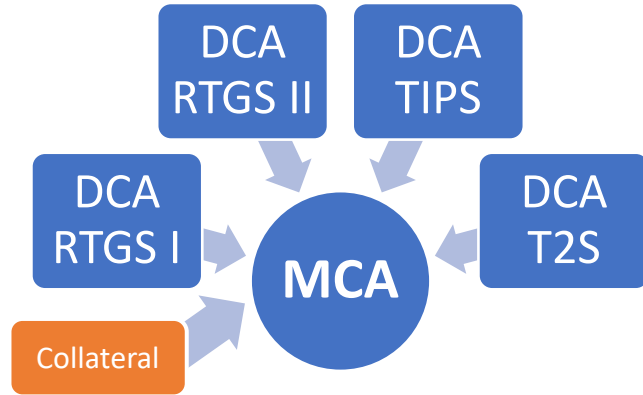 DCA
RTGS II
DCA
TIPS
DCA
RTGS I
DCA
T2S
MCA
Collateral